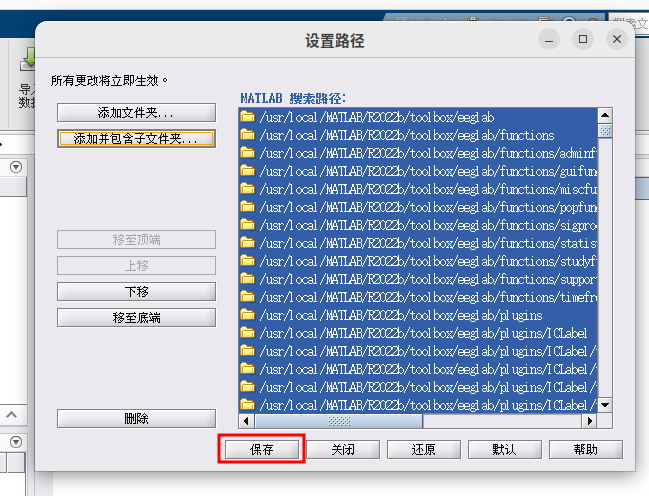 设置路径
搜索文
导入
数据
所有更改将立即生效。
MATLAB 搜索路径:
添加文件夹...
添加并包含子文件夹...
移至顶端
上移
下移
移至底端
删除
/usr/local/MATLAB/R2022b/toolbox/eeglab
/usr/local/MATLAB/R2022b/toolbox/eeglab/functions
/usr/local/MATLAB/R2022b/toolbox/eeglab/functions/adminf
/usr/local/MATLAB/R2022b/toolbox/eeglab/functions/guifun
/usr/local/MATLAB/R2022b/toolbox/eeglab/functions/miscfu
/usr/local/MATLAB/R2022b/toolbox/eeglab/functions/popfun
/usr/local/MATLAB/R2022b/toolbox/eeglab/functions/sigpro
/usr/local/MATLAB/R2022b/toolbox/eeglab/functions/statis
/usr/local/MATLAB/R2022b/toolbox/eeglab/functions/studyf
/usr/local/MATLAB/R2022b/toolbox/eeglab/functions/suppor
/usr/local/MATLAB/R2022b/toolbox/eeglab/functions/timefr
/usr/local/MATLAB/R2022b/toolbox/eeglab/plugins
/usr/local/MATLAB/R2022b/toolbox/eeglab/plugins/ICLabel
/usr/local/MATLAB/R2022b/toolbox/eeglab/plugins/ICLabel/
/usr/local/MATLAB/R2022b/toolbox/eeglab/plugins/ICLabel/
/usr/local/MATLAB/R2022b/toolbox/eeglab/plugins/ICLabel/
/usr/local/MATLAB/R2022b/toolbox/eeglab/plugins/ICLabel/
保存
关闭
还原
默认
帮助